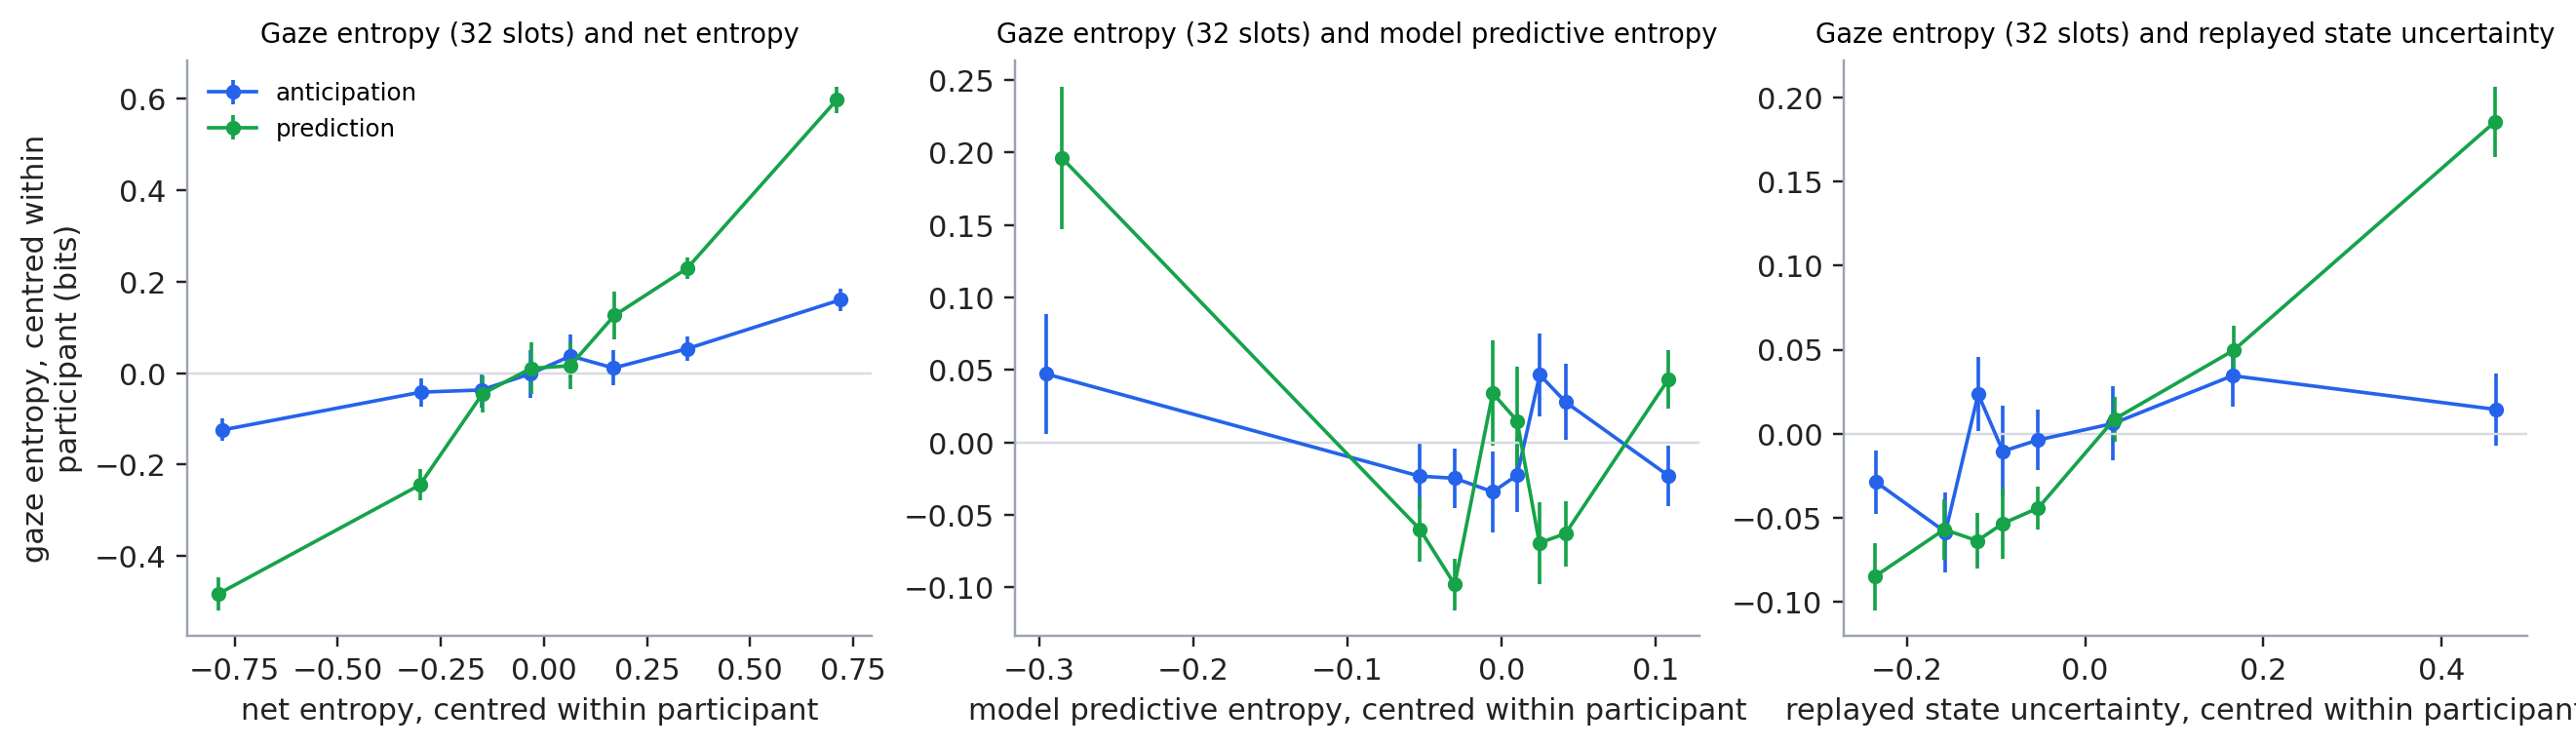 Gaze entropy (32 slots) and net entropy
gaze entropy, centred within
participant (bits)
0.6
0.4
0.2
0.0
−0.2
−0.4
anticipation
prediction
−0.75 −0.50 −0.25 0.00 0.25 0.50 0.75
net entropy, centred within participant
Gaze entropy (32 slots) and model predictive entropy
0.25
0.20
0.15
0.10
0.05
0.00
−0.05
−0.10
−0.3 −0.2 −0.1 0.0 0.1
model predictive entropy, centred within participant
Gaze entropy (32 slots) and replayed state uncertainty
0.20
0.15
0.10
0.05
0.00
−0.05
−0.10
−0.2 0.0 0.2 0.4
replayed state uncertainty, centred within participant